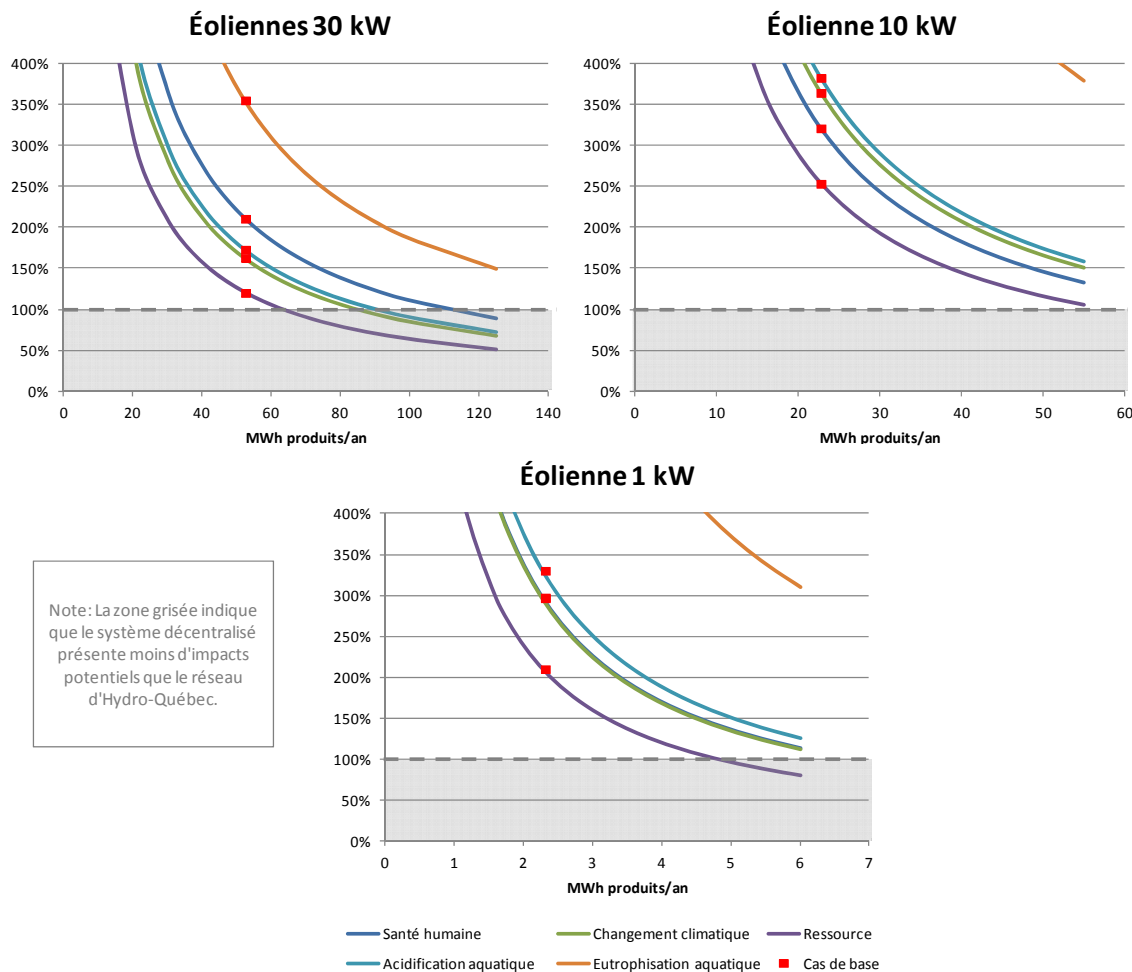 Éoliennes 30 kW
400%
350%
300%
250%
200%
150%
100%
50%
0%
0 20 40 60 80 100 120 140
MWh produits/an
Éolienne 10 kW
400%
350%
300%
250%
200%
150%
100%
50%
0%
0 10 20 30 40 50 60
MWh produits/an
Éolienne 1 kW
400%
350%
300%
250%
200%
150%
100%
50%
0%
0 1 2 3 4 5 6 7
MWh produits/an
Note: La zone grisée indique
que le système décentralisé
présente moins d'impacts
potentiels que le réseau
d'Hydro-Québec.
Santé humaine Changement climatique Ressource
Acidification aquatique Eutrophisation aquatique Cas de base